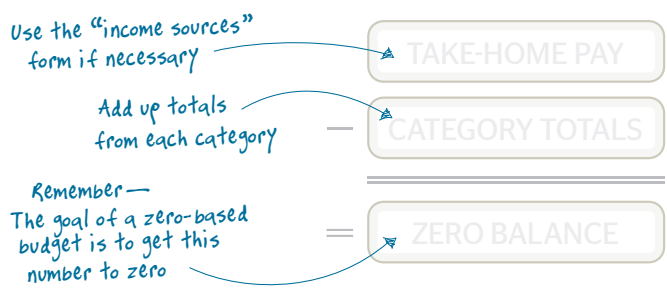 Use the “income sources”
form if necessary
TAKE-HOME PAY
Add up totals
from each category
− CATEGORY TOTALS
Remember—
The goal of a zero-based
budget is to get this
number to zero
= ZERO BALANCE